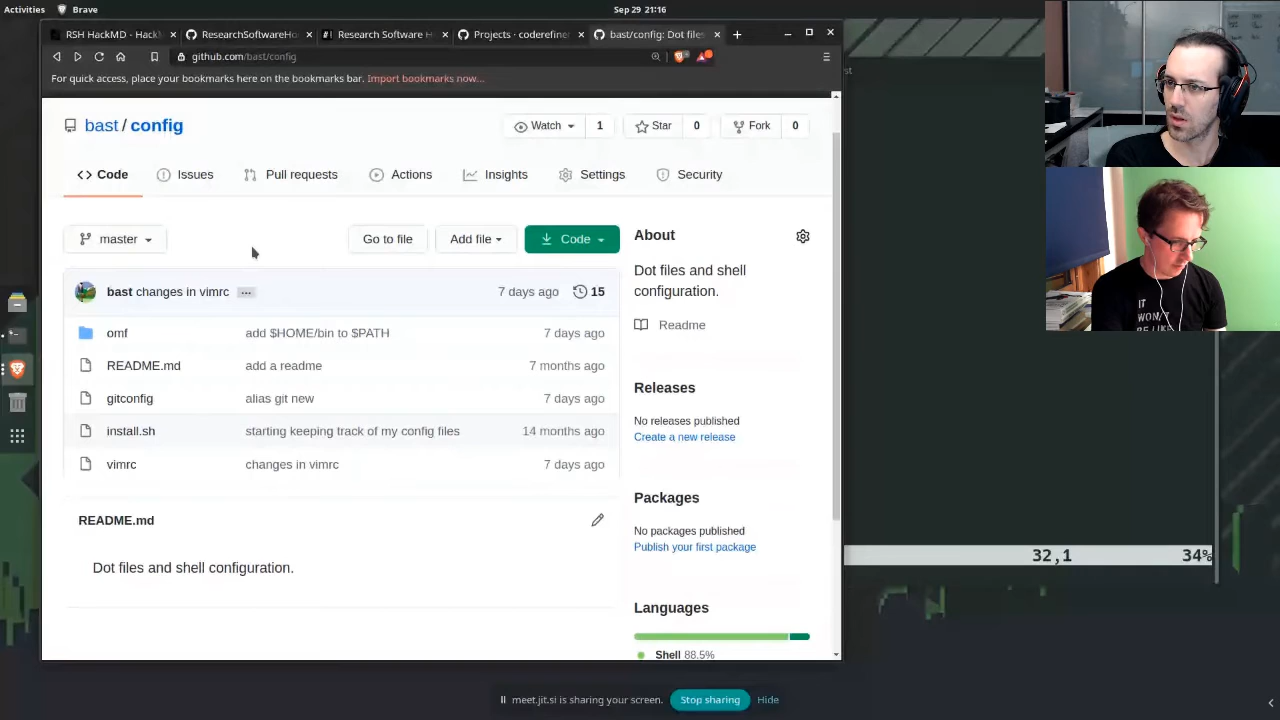 Activities
Brave
Sep 29 21:16
RSH HackMD - Hack
ResearchSoftwareHo
Research Software H
Projects · coderefine
bast/config: Dot files
github.com/bast/config
For quick access, place your bookmarks here on the bookmarks bar. Import bookmarks now...
bast / config
Watch 1
Star 0
Fork 0
Code
Issues
Pull requests
Actions
Insights
Settings
Security
master
Go to file
Add file
Code
bast changes in vimrc ...
7 days ago
15
omf
add $HOME/bin to $PATH
7 days ago
README.md
add a readme
7 months ago
gitconfig
alias git new
7 days ago
install.sh
starting keeping track of my config files
14 months ago
vimrc
changes in vimrc
7 days ago
README.md
Dot files and shell configuration.
About
Dot files and shell
configuration.
Readme
Releases
No releases published
Create a new release
Packages
No packages published
Publish your first package
Languages
Shell 88.5%
st
32,1
34%
IT
WON'T
BE LIKE
meet.jit.si is sharing your screen.
Stop sharing
Hide